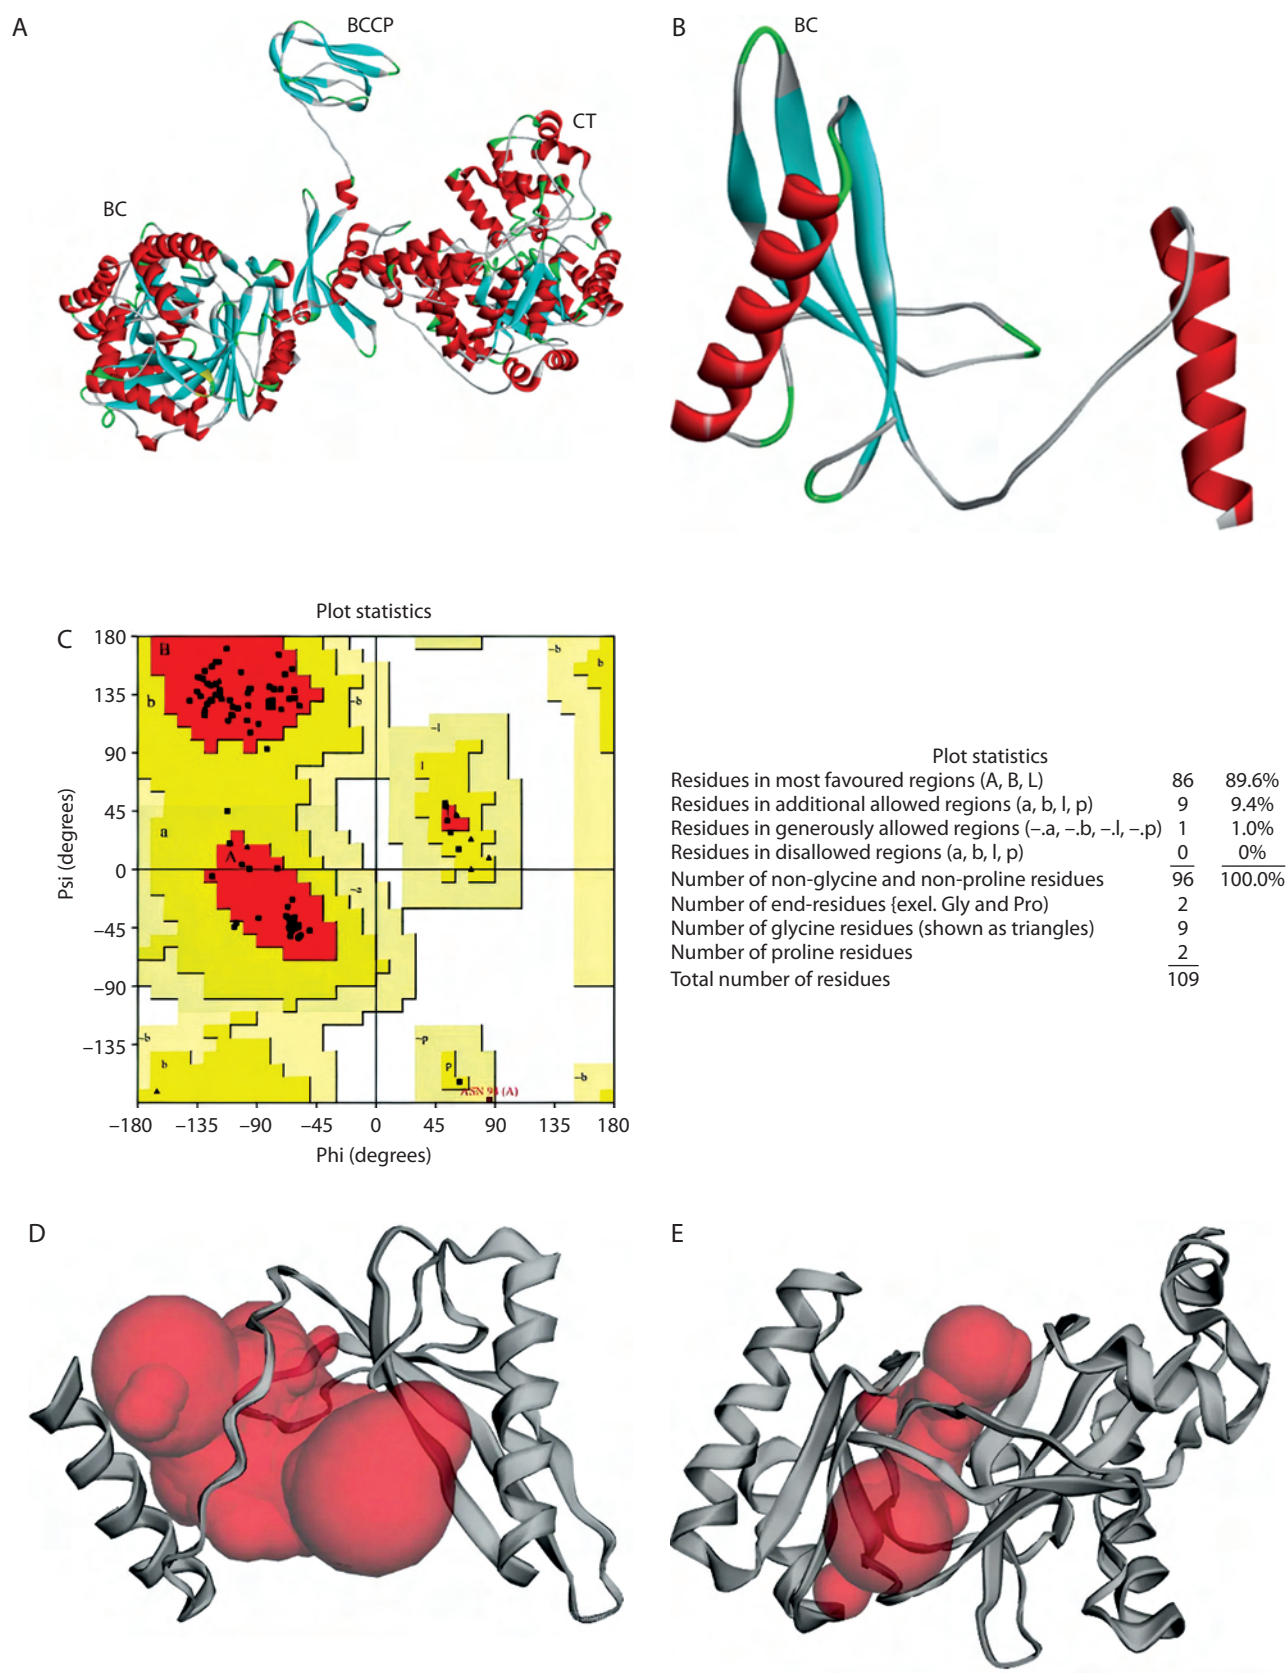 A
BCCP
CT
BC
B
BC
C
Plot statistics
180
135
90
45
0
−45
−90
−135
Psi (degrees)
−180 −135 −90 −45 0 45 90 135 180
Phi (degrees)
B
b
~b
~l
l
a
A
~a
~b
b
~b
b
~p
p
~b
ASN 94 (A)
Plot statistics
Residues in most favoured regions (A, B, L) 86 89.6%
Residues in additional allowed regions (a, b, l, p) 9 9.4%
Residues in generously allowed regions (−.a, −.b, −.l, −.p) 1 1.0%
Residues in disallowed regions (a, b, l, p) 0 0%
Number of non-glycine and non-proline residues 96 100.0%
Number of end-residues {exel. Gly and Pro) 2
Number of glycine residues (shown as triangles) 9
Number of proline residues 2
Total number of residues 109
D
E